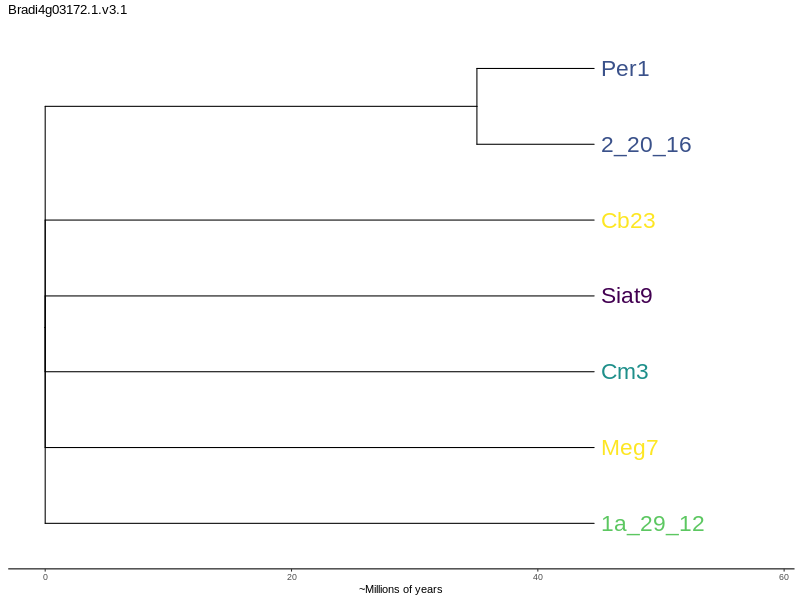 Bradi4g03172.1.v3.1
Per1
2_20_16
Cb23
Siat9
Cm3
Meg7
1a_29_12
0 20 40 60
~Millions of years